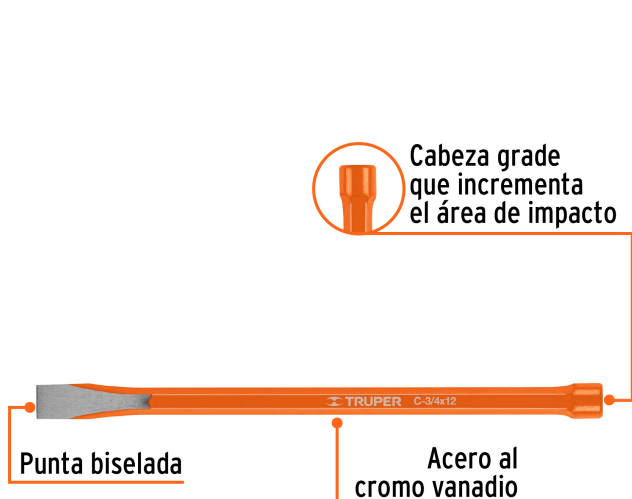 Cabeza grade
que incrementa
el área de impacto
TRUPER C-3/4x12
Punta biselada
Acero al
cromo vanadio